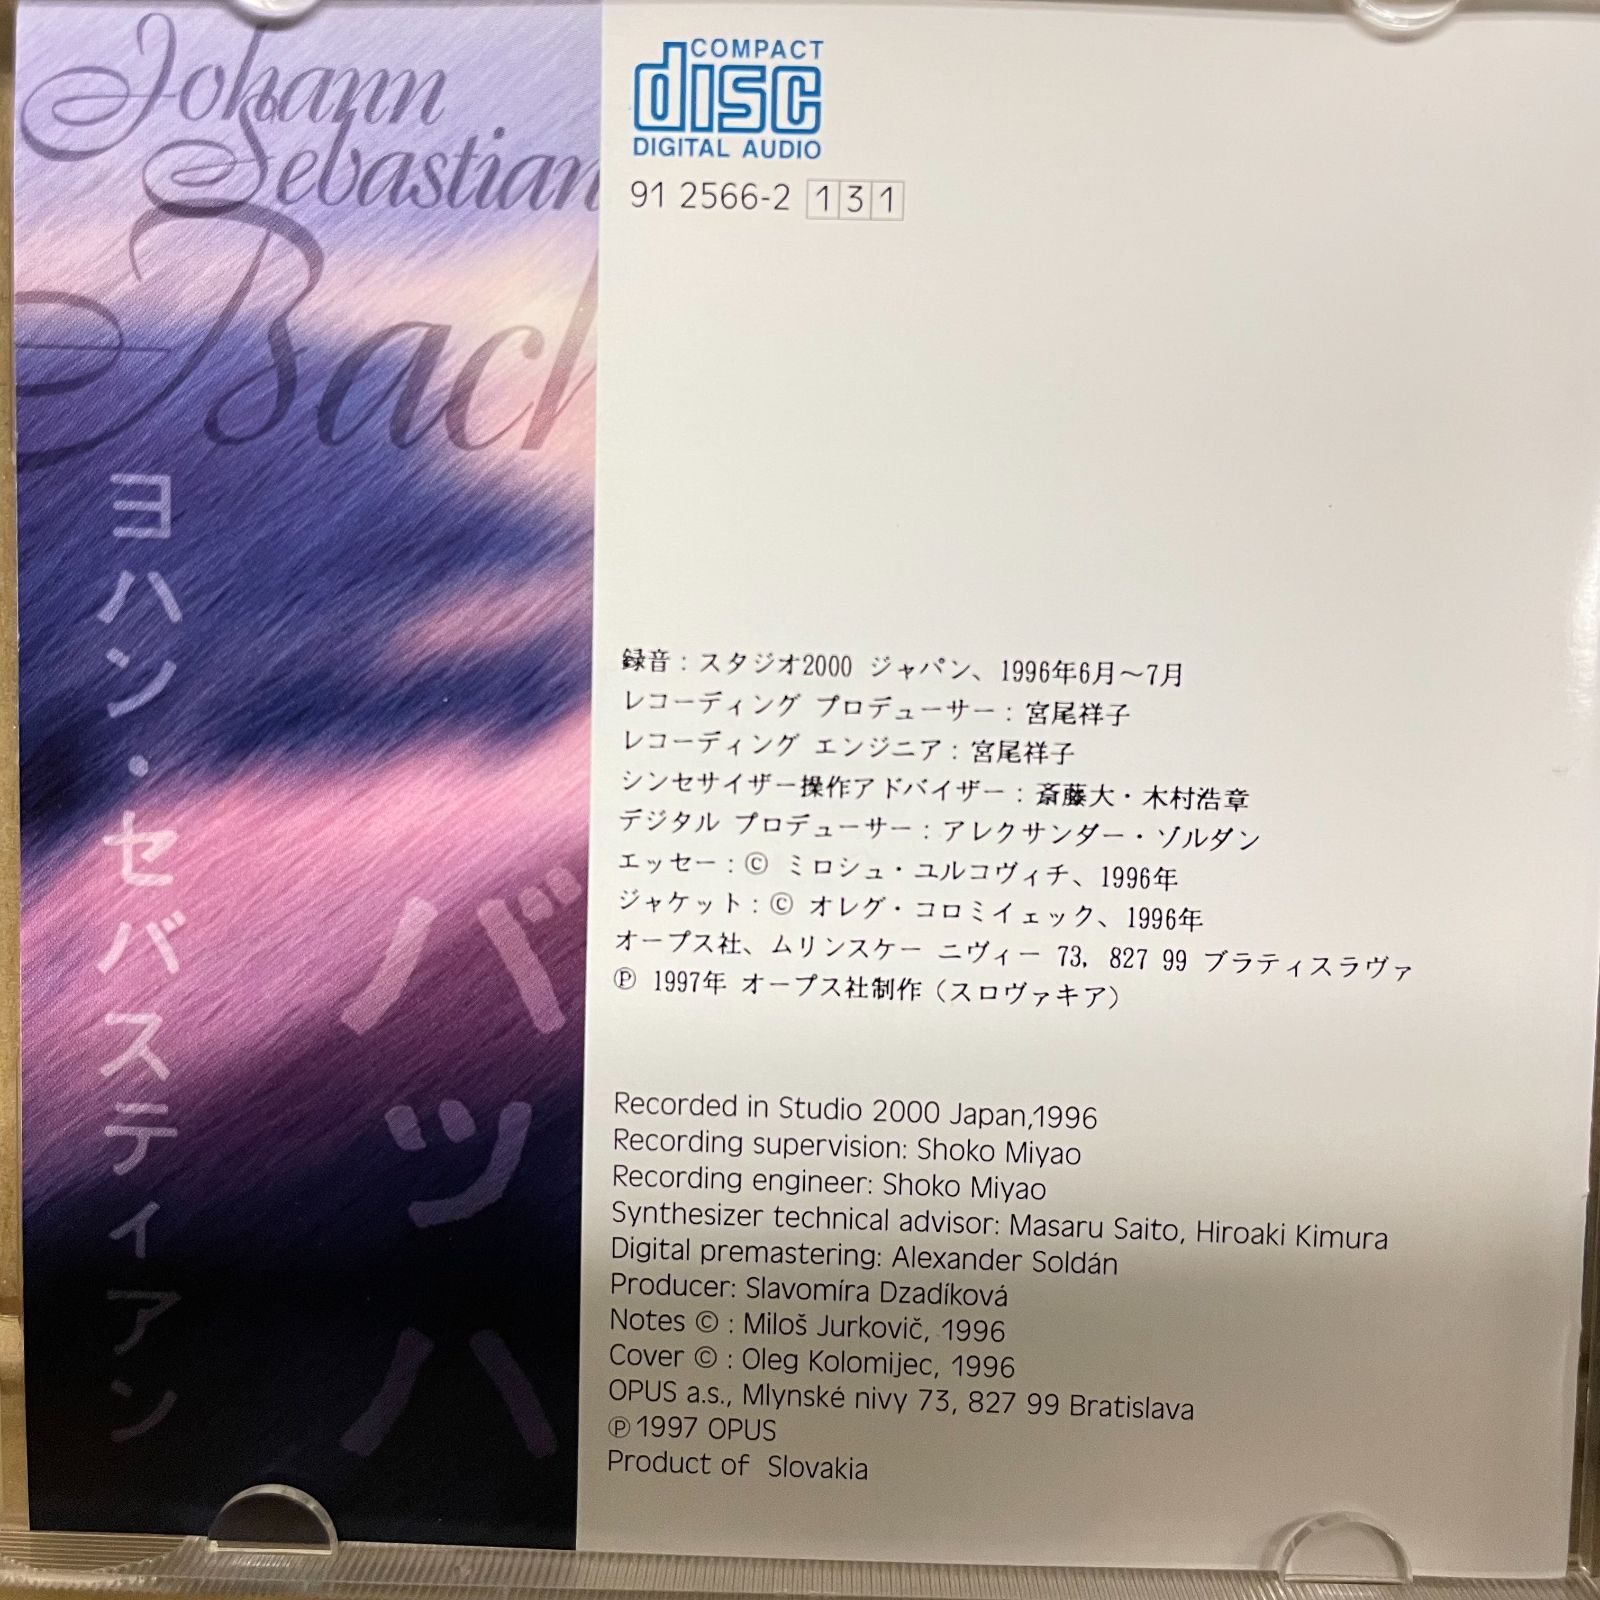 Johann
Sebastian
Bach
ヨハン・セバスティアン
バッハ
COMPACT
disc
DIGITAL AUDIO
91 2566-2 131
録音：スタジオ2000 ジャパン、1996年6月～7月
レコーディング プロデューサー：宮尾祥子
レコーディング エンジニア：宮尾祥子
シンセサイザー操作アドバイザー：斎藤大・木村浩章
デジタル プロデューサー：アレクサンダー・ゾルダン
エッセー：© ミロシュ・ユルコヴィチ、1996年
ジャケット：© オレグ・コロミイェック、1996年
オープス社、ムリンスケー ニヴィー 73, 827 99 ブラティスラヴァ
℗ 1997年 オープス社制作（スロヴァキア）
Recorded in Studio 2000 Japan,1996
Recording supervision: Shoko Miyao
Recording engineer: Shoko Miyao
Synthesizer technical advisor: Masaru Saito, Hiroaki Kimura
Digital premastering: Alexander Soldán
Producer: Slavomíra Dzadíková
Notes © : Miloš Jurkovič, 1996
Cover © : Oleg Kolomijec, 1996
OPUS a.s., Mlynské nivy 73, 827 99 Bratislava
℗ 1997 OPUS
Product of Slovakia